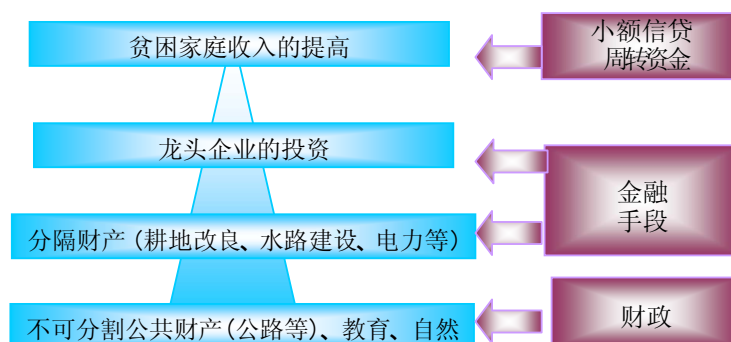 贫困家庭收入的提高
小额信贷
周转资金
龙头企业的投资
金融
手段
分隔财产(耕地改良、水路建设、电力等)
不可分割公共财产(公路等)、教育、自然
财政